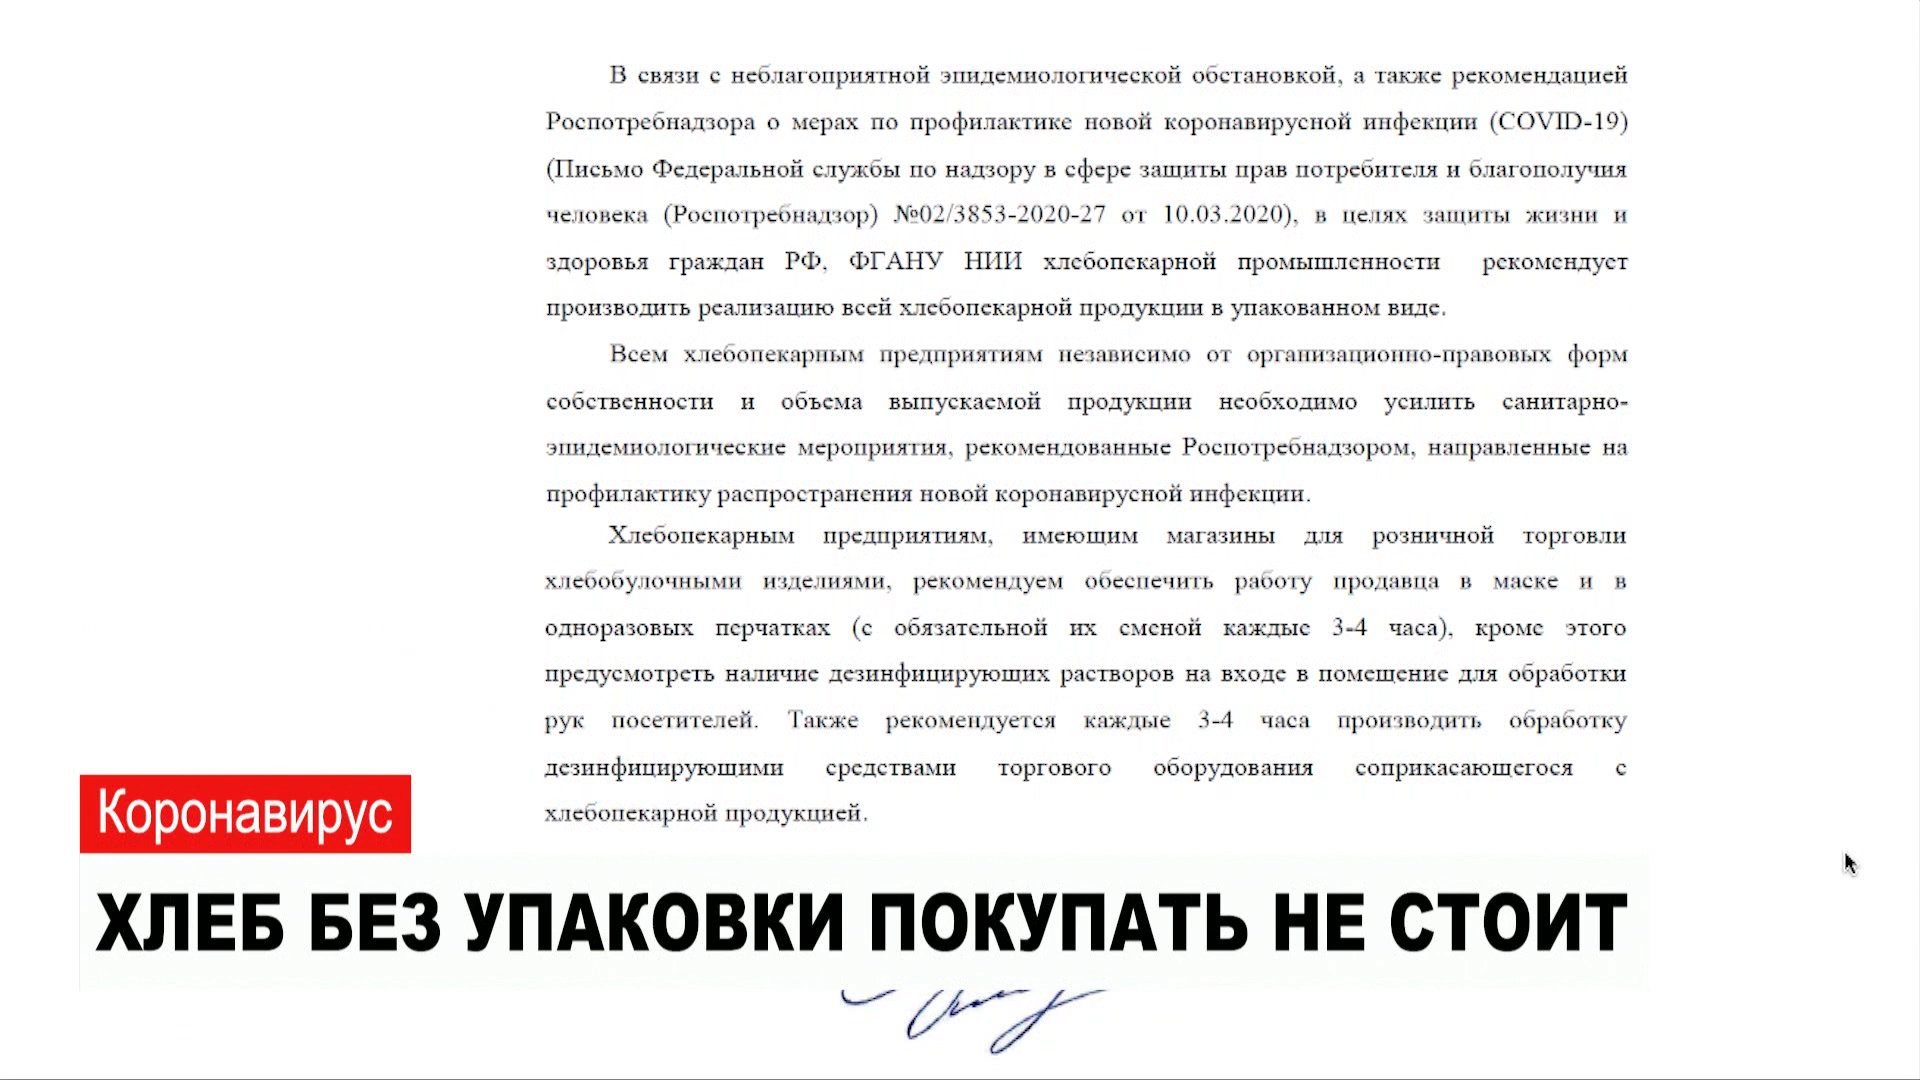 В связи с неблагоприятной эпидемиологической обстановкой, а также рекомендацией
Роспотребнадзора о мерах по профилактике новой коронавирусной инфекции (COVID-19)
(Письмо Федеральной службы по надзору в сфере защиты прав потребителя и благополучия
человека (Роспотребнадзор) №02/3853-2020-27 от 10.03.2020), в целях защиты жизни и
здоровья граждан РФ, ФГАНУ НИИ хлебопекарной промышленности рекомендует
производить реализацию всей хлебопекарной продукции в упакованном виде.
Всем хлебопекарным предприятиям независимо от организационно-правовых форм
собственности и объема выпускаемой продукции необходимо усилить санитарно-
эпидемиологические мероприятия, рекомендованные Роспотребнадзором, направленные на
профилактику распространения новой коронавирусной инфекции.
Хлебопекарным предприятиям, имеющим магазины для розничной торговли
хлебобулочными изделиями, рекомендуем обеспечить работу продавца в маске и в
одноразовых перчатках (с обязательной их сменой каждые 3-4 часа), кроме этого
предусмотреть наличие дезинфицирующих растворов на входе в помещение для обработки
рук посетителей. Также рекомендуется каждые 3-4 часа производить обработку
дезинфицирующими средствами торгового оборудования соприкасающегося с
хлебопекарной продукцией.
Коронавирус
ХЛЕБ БЕЗ УПАКОВКИ ПОКУПАТЬ НЕ СТОИТ